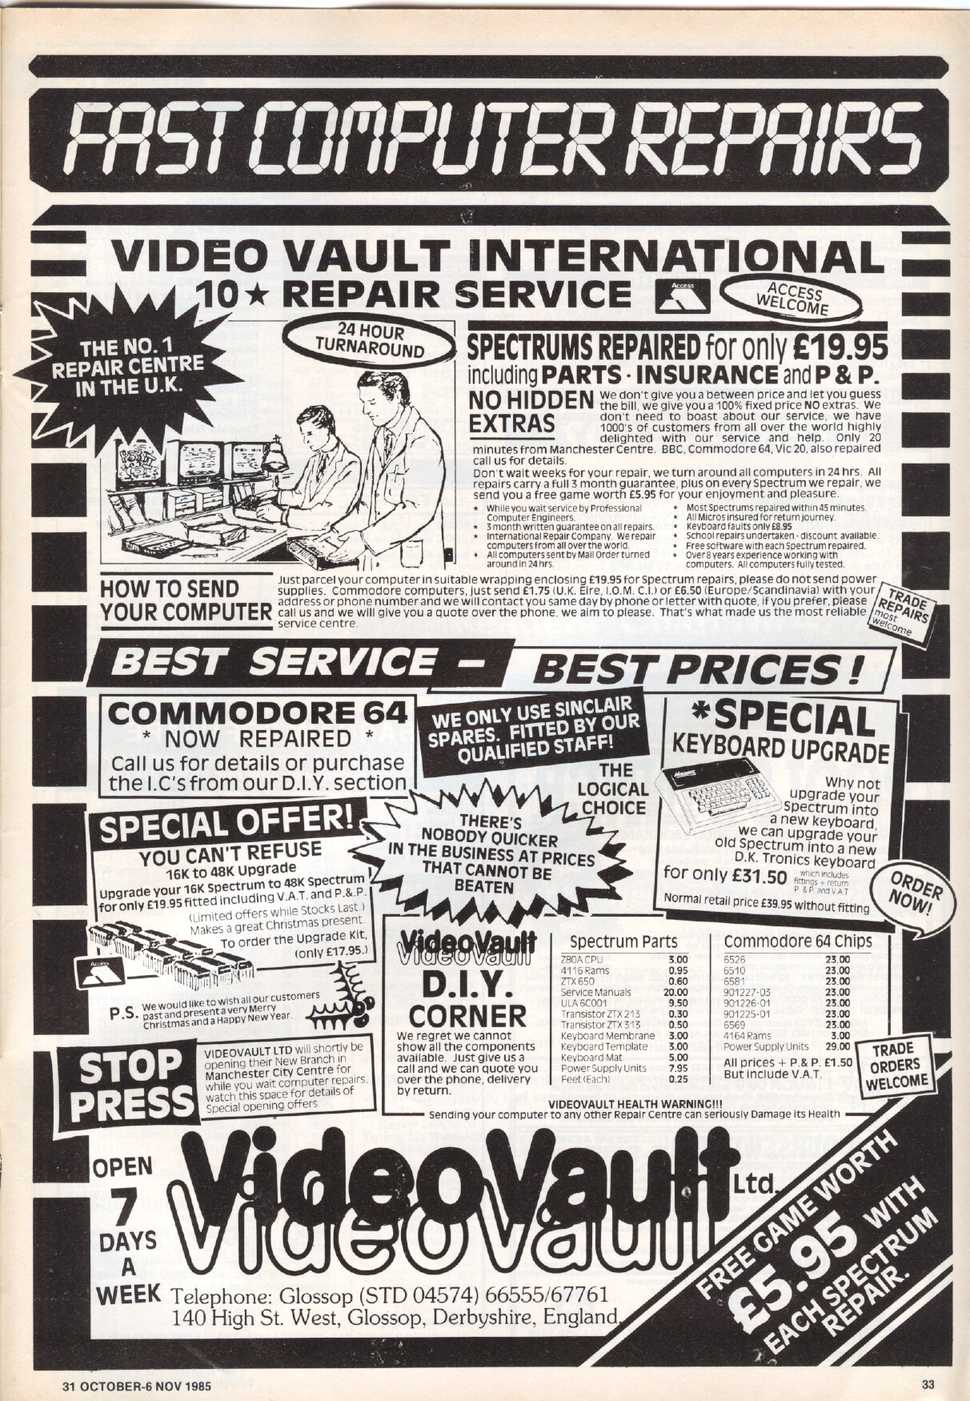 FAST COMPUTER REPAIRS
VIDEO VAULT INTERNATIONAL
10★ REPAIR SERVICE
Access
ACCESS
WELCOME
THE NO. 1
REPAIR CENTRE
IN THE U.K.
24 HOUR
TURNAROUND
SPECTRUMS REPAIRED for only £19.95
including PARTS · INSURANCE and P & P.
NO HIDDEN
EXTRAS
We don't give you a between price and let you guess
the bill, we give you a 100% fixed price NO extras. We
don't need to boast about our service, we have
1000's of customers from all over the world highly
delighted with our service and help. Only 20
minutes from Manchester Centre. BBC, Commodore 64, Vic 20, also repaired
call us for details.
Don't wait weeks for your repair, we turn around all computers in 24 hrs. All
repairs carry a full 3 month guarantee, plus on every Spectrum we repair, we
send you a free game worth £5.95 for your enjoyment and pleasure.
* While you wait service by Professional
Computer Engineers.
* 3 month written guarantee on all repairs.
* International Repair Company. We repair
computers from all over the world.
* All computers sent by Mail Order turned
around in 24 hrs.
* Most Spectrums repaired within 45 minutes.
* All Micros insured for return journey.
* Keyboard faults only £8.95
* School repairs undertaken - discount available.
* Free software with each Spectrum repaired.
* Over 8 years experience working with
computers. All computers fully tested.
HOW TO SEND
YOUR COMPUTER
Just parcel your computer in suitable wrapping enclosing £19.95 for Spectrum repairs, please do not send power
supplies. Commodore computers, just send £1.75 (U.K. Eire, I.O.M. C.I.) or £6.50 (Europe/Scandinavia) with your
address or phone number and we will contact you same day by phone or letter with quote, if you prefer, please
call us and we will give you a quote over the phone, we aim to please. That's what made us the most reliable
service centre.
TRADE
REPAIRS
most
welcome
BEST SERVICE – BEST PRICES!
COMMODORE 64
* NOW REPAIRED *
Call us for details or purchase
the I.C's from our D.I.Y. section
WE ONLY USE SINCLAIR
SPARES. FITTED BY OUR
QUALIFIED STAFF!
THE
LOGICAL
CHOICE
*SPECIAL
KEYBOARD UPGRADE
Why not
upgrade your
Spectrum into
a new keyboard,
we can upgrade your
old Spectrum into a new
D.K. Tronics keyboard
for only £31.50 which includes
fittings + return
P. & P. and V.A.T.
Normal retail price £39.95 without fitting
ORDER
NOW!
SPECIAL OFFER!
YOU CAN'T REFUSE
16K to 48K Upgrade
Upgrade your 16K Spectrum to 48K Spectrum
for only £19.95 fitted including V.A.T. and P.& P.
(Limited offers while Stocks Last.)
Makes a great Christmas present.
To order the Upgrade Kit,
(only £17.95.)
Access
P.S. We would like to wish all our customers
past and present a very Merry
Christmas and a Happy New Year.
THERE'S
NOBODY QUICKER
IN THE BUSINESS AT PRICES
THAT CANNOT BE
BEATEN
VideoVault
VideoVault
D.I.Y.
CORNER
We regret we cannot
show all the components
available. Just give us a
call and we can quote you
over the phone, delivery
by return.
Spectrum Parts
Z80A CPU 3.00
4116 Rams 0.95
ZTX 650 0.60
Service Manuals 20.00
ULA 6C001 9.50
Transistor ZTX 213 0.30
Transistor ZTX 313 0.50
Keyboard Membrane 3.00
Keyboard Template 3.00
Keyboard Mat 5.00
Power Supply Units 7.95
Feet (Each) 0.25
Commodore 64 Chips
6526 23.00
6510 23.00
6581 23.00
901227-03 23.00
901226-01 23.00
901225-01 23.00
6569 23.00
4164 Rams 3.00
Power Supply Units 29.00
All prices + P.& P. £1.50
But include V.A.T.
TRADE
ORDERS
WELCOME
STOP
PRESS
VIDEOVAULT LTD will shortly be
opening their New Branch in
Manchester City Centre for
while you wait computer repairs,
watch this space for details of
Special opening offers
VIDEOVAULT HEALTH WARNING!!!
Sending your computer to any other Repair Centre can seriously Damage its Health
OPEN
7
DAYS
A
WEEK
VideoVault Ltd.
VideoVault
Telephone: Glossop (STD 04574) 66555/67761
140 High St. West, Glossop, Derbyshire, England.
FREE GAME WORTH
£5.95 WITH
EACH SPECTRUM
REPAIR.
31 OCTOBER-6 NOV 1985
33